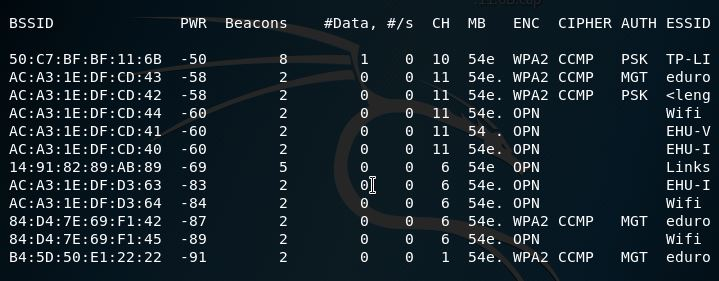 BSSID PWR Beacons #Data, #/s CH MB ENC CIPHER AUTH ESSID
50:C7:BF:BF:11:6B -50 8 1 0 10 54e WPA2 CCMP PSK TP-LI
AC:A3:1E:DF:CD:43 -58 2 0 0 11 54e. WPA2 CCMP MGT eduro
AC:A3:1E:DF:CD:42 -58 2 0 0 11 54e. WPA2 CCMP PSK <leng
AC:A3:1E:DF:CD:44 -60 2 0 0 11 54e. OPN Wifi
AC:A3:1E:DF:CD:41 -60 2 0 0 11 54 . OPN EHU-V
AC:A3:1E:DF:CD:40 -60 2 0 0 11 54e. OPN EHU-I
14:91:82:89:AB:89 -69 5 0 0 6 54e OPN Links
AC:A3:1E:DF:D3:63 -83 2 0 0 6 54e. OPN EHU-I
AC:A3:1E:DF:D3:64 -84 2 0 0 6 54e. OPN Wifi
84:D4:7E:69:F1:42 -87 2 0 0 6 54e. WPA2 CCMP MGT eduro
84:D4:7E:69:F1:45 -89 2 0 0 6 54e. OPN Wifi
B4:5D:50:E1:22:22 -91 2 0 0 1 54e. WPA2 CCMP MGT eduro